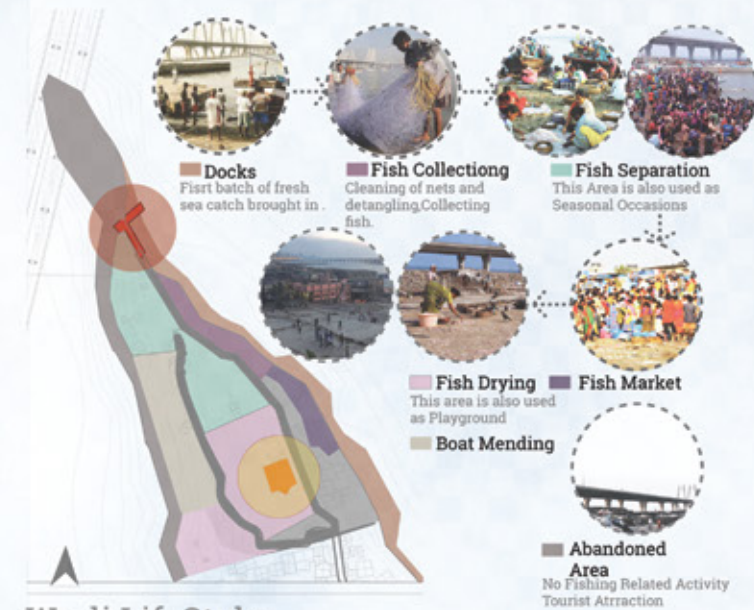 Docks
Fisrt batch of fresh
sea catch brought in .
Fish Collectiong
Cleaning of nets and
detangling,Collecting
fish.
Fish Separation
This Area is also used as
Seasonal Occasions
Fish Drying
This area is also used
as Playground
Fish Market
Boat Mending
Abandoned
Area
No Fishing Related Activity
Tourist Atrraction